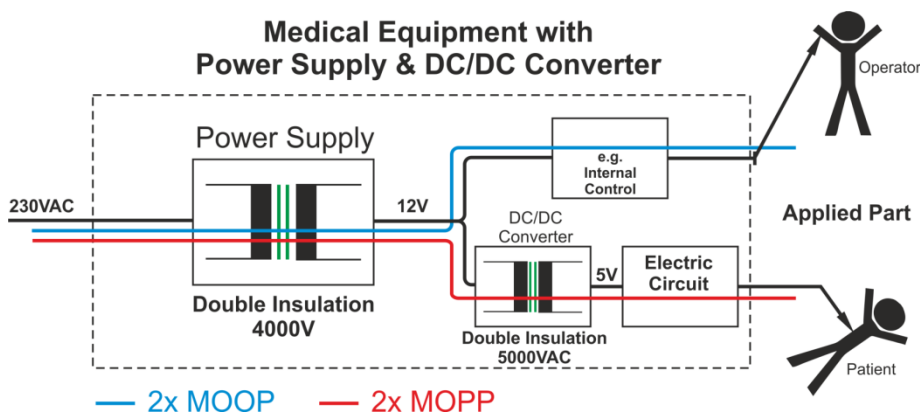 Medical Equipment with
Power Supply & DC/DC Converter
Operator
Power Supply
e.g.
Internal
Control
230VAC
12V
Applied Part
DC/DC
Converter
5V
Electric
Circuit
Double Insulation
4000V
Double Insulation
5000VAC
Patient
2x MOOP
2x MOPP